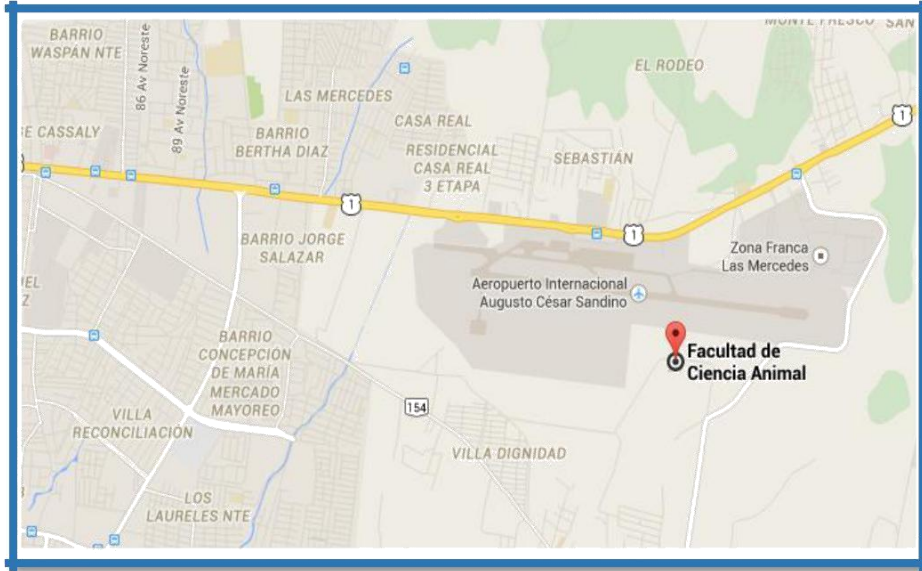 MONTE FRESCO
SAN
BARRIO
WASPÁN NTE
86 Av Noreste
89 Av Noreste
EL RODEO
LAS MERCEDES
CASA REAL
1
E CASSALY
BARRIO
BERTHA DIAZ
RESIDENCIAL
CASA REAL
3 ETAPA
SEBASTIÁN
1
1
BARRIO JORGE
SALAZAR
Zona Franca
Las Mercedes
Aeropuerto Internacional
Augusto César Sandino
DEL
Z
BARRIO
CONCEPCIÓN
DE MARÍA
MERCADO
MAYOREO
Facultad de
Ciencia Animal
154
VILLA
RECONCILIACIÓN
VILLA DIGNIDAD
LOS
LAURELES NTE